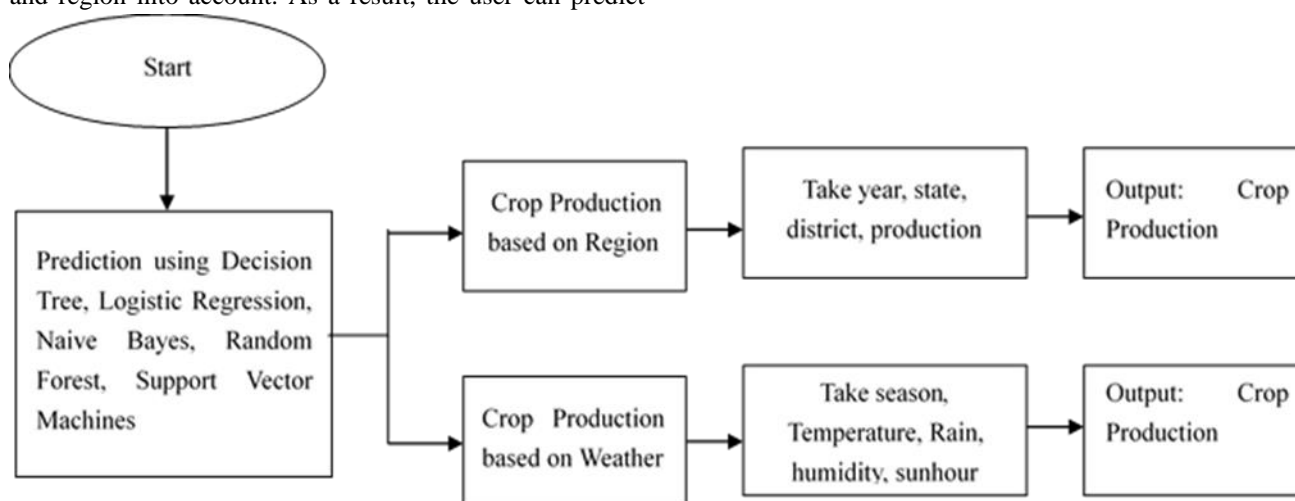 and region into account. As a result, the user can predict
Start
Prediction using Decision
Tree, Logistic Regression,
Naive Bayes, Random
Forest, Support Vector
Machines
Crop Production
based on Region
Take year, state,
district, production
Output: Crop
Production
Crop Production
based on Weather
Take season,
Temperature, Rain,
humidity, sunhour
Output: Crop
Production